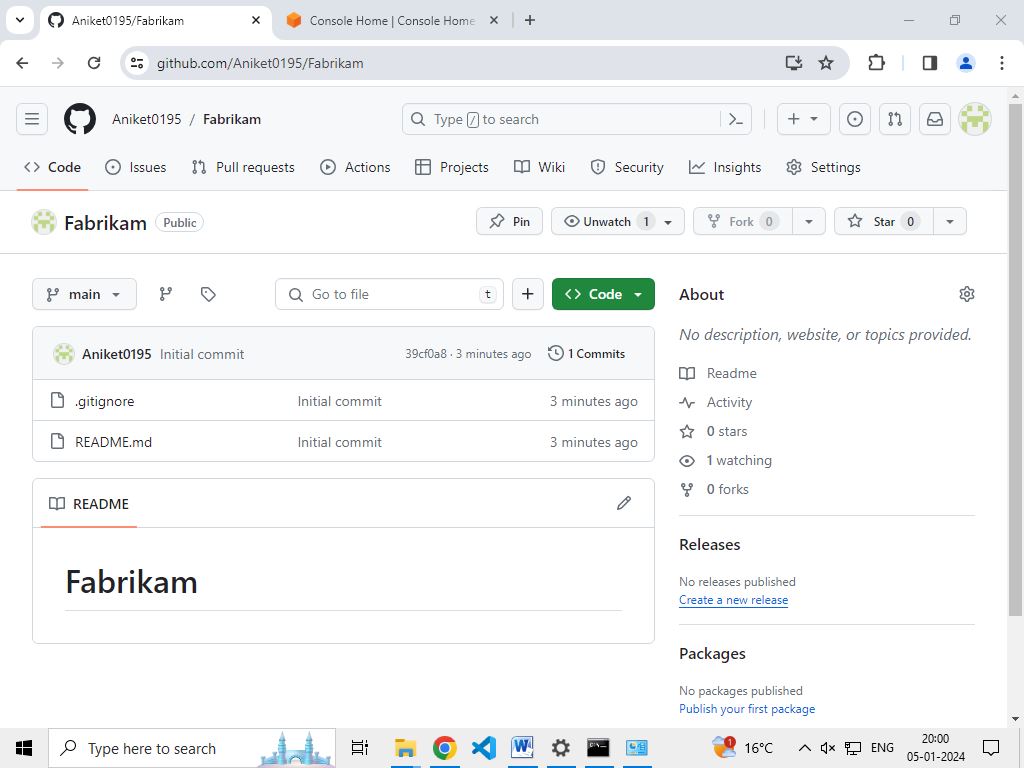 Aniket0195/Fabrikam
Console Home | Console Home
github.com/Aniket0195/Fabrikam
Aniket0195 / Fabrikam
Type / to search
Code
Issues
Pull requests
Actions
Projects
Wiki
Security
Insights
Settings
Fabrikam Public
Pin
Unwatch 1
Fork 0
Star 0
main
Go to file t
Code
Aniket0195 Initial commit 39cf0a8 · 3 minutes ago 1 Commits
.gitignore Initial commit 3 minutes ago
README.md Initial commit 3 minutes ago
README
Fabrikam
About
No description, website, or topics provided.
Readme
Activity
0 stars
1 watching
0 forks
Releases
No releases published
Create a new release
Packages
No packages published
Publish your first package
Type here to search
1
16°C
ENG
20:00
05-01-2024